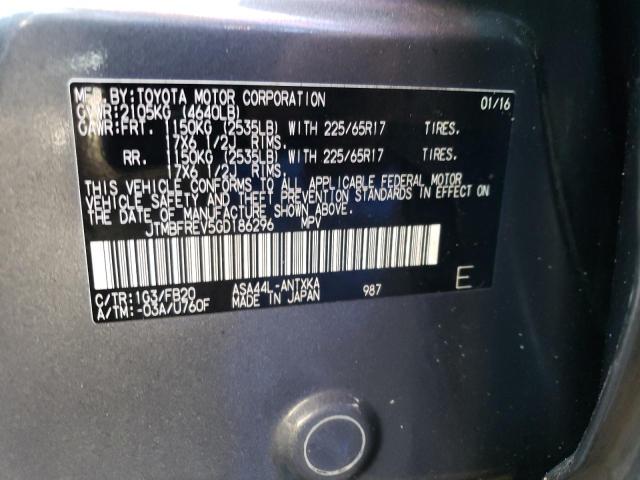 MFD.BY:TOYOTA MOTOR CORPORATION 01/16
GVWR:2105KG (4640LB)
GAWR:FRT. 1150KG (2535LB) WITH 225/65R17 TIRES.
17X6 1/2J RIMS.
RR. 1150KG (2535LB) WITH 225/65R17 TIRES.
17X6 1/2J RIMS.
THIS VEHICLE CONFORMS TO ALL APPLICABLE FEDERAL MOTOR
VEHICLE SAFETY AND THEFT PREVENTION STANDARDS IN EFFECT ON
THE DATE OF MANUFACTURE SHOWN ABOVE.
JTMBFREV5GD186296 MPV
C/TR:1G3/FB20 ASA44L-ANTXKA
A/TM:-03A/U760F MADE IN JAPAN 987 E